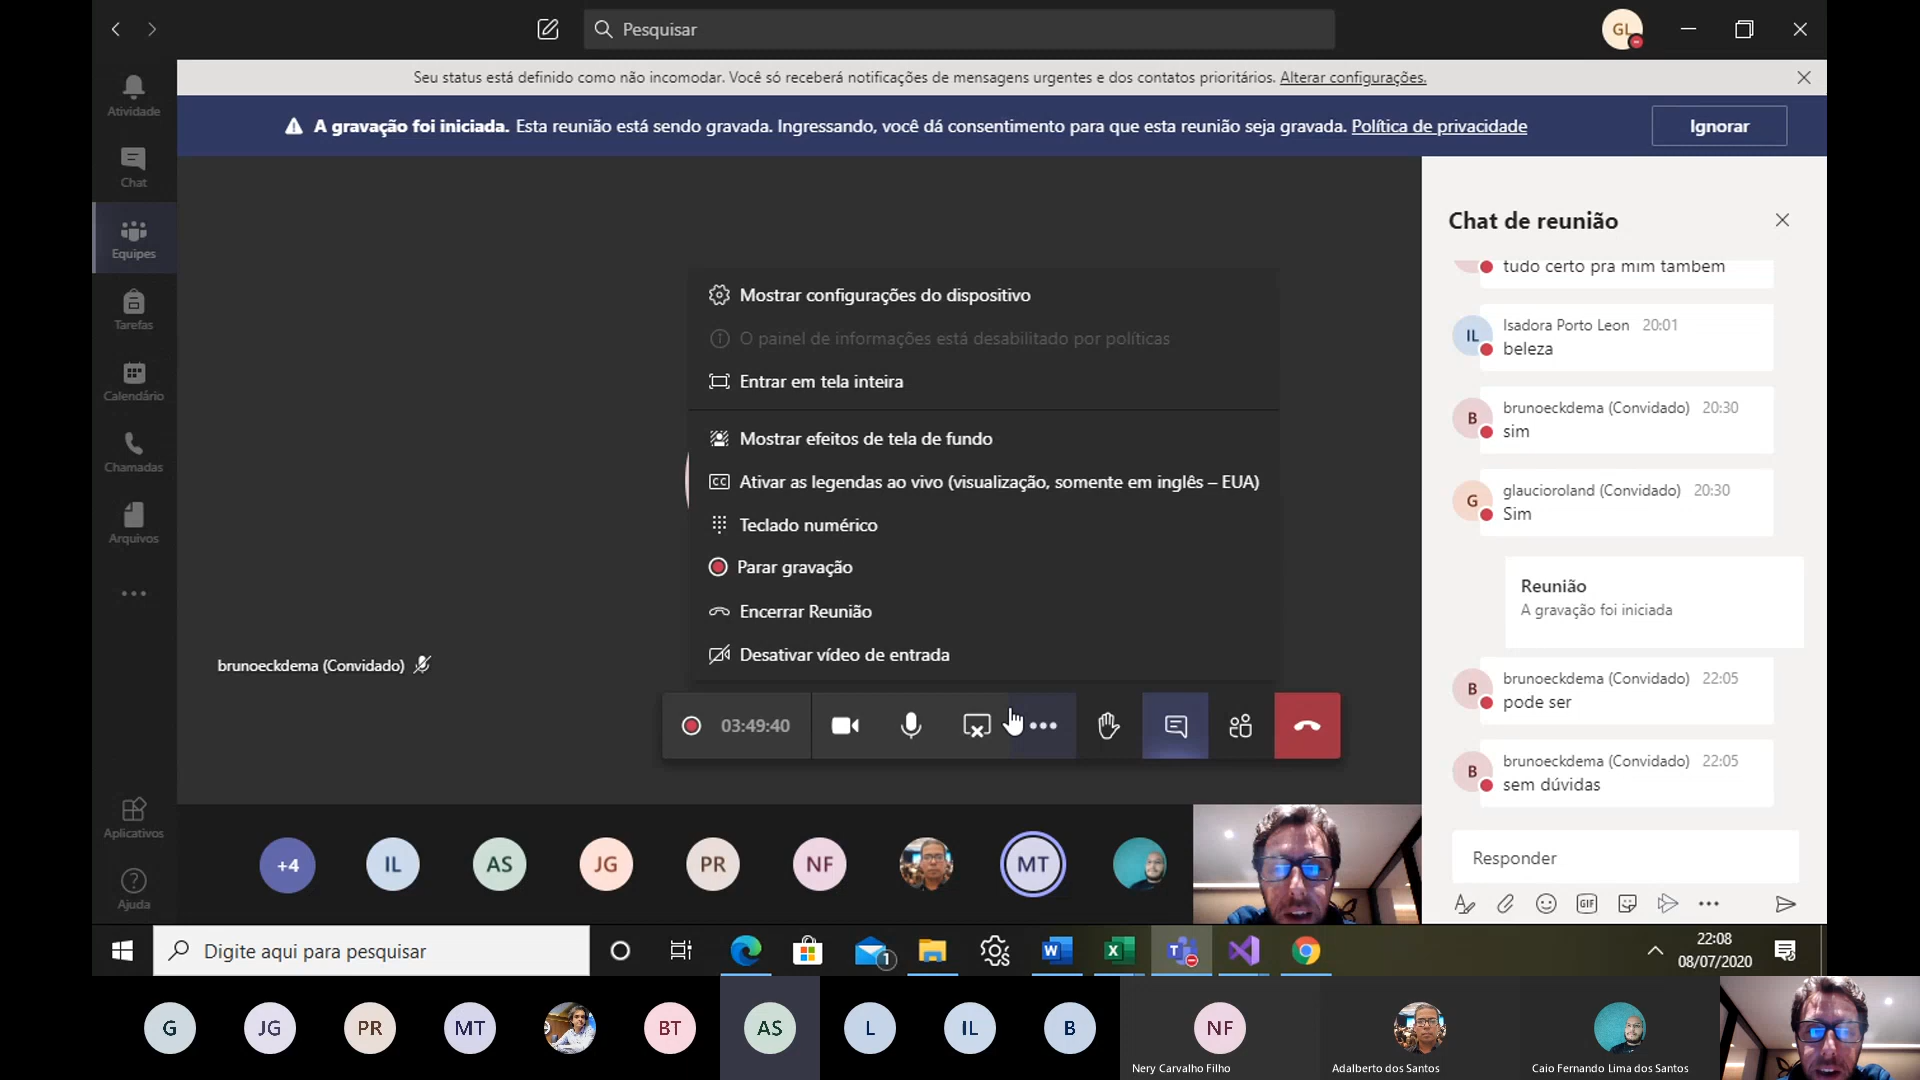 Pesquisar
GL
Seu status está definido como não incomodar. Você só receberá notificações de mensagens urgentes e dos contatos prioritários. Alterar configurações.
A gravação foi iniciada. Esta reunião está sendo gravada. Ingressando, você dá consentimento para que esta reunião seja gravada. Política de privacidade
Ignorar
Atividade
Chat
Equipes
Tarefas
Calendário
Chamadas
Arquivos
Aplicativos
Ajuda
Mostrar configurações do dispositivo
O painel de informações está desabilitado por políticas
Entrar em tela inteira
Mostrar efeitos de tela de fundo
CC Ativar as legendas ao vivo (visualização, somente em inglês – EUA)
Teclado numérico
Parar gravação
Encerrar Reunião
Desativar vídeo de entrada
brunoeckdema (Convidado)
03:49:40
+4
IL
AS
JG
PR
NF
MT
Chat de reunião
tudo certo pra mim tambem
IL
Isadora Porto Leon 20:01
beleza
B
brunoeckdema (Convidado) 20:30
sim
G
glaucioroland (Convidado) 20:30
Sim
Reunião
A gravação foi iniciada
B
brunoeckdema (Convidado) 22:05
pode ser
B
brunoeckdema (Convidado) 22:05
sem dúvidas
Responder
GIF
Digite aqui para pesquisar
1
W
X
T
22:08
08/07/2020
G
JG
PR
MT
BT
AS
L
IL
B
NF
Nery Carvalho Filho
Adalberto dos Santos
Caio Fernando Lima dos Santos